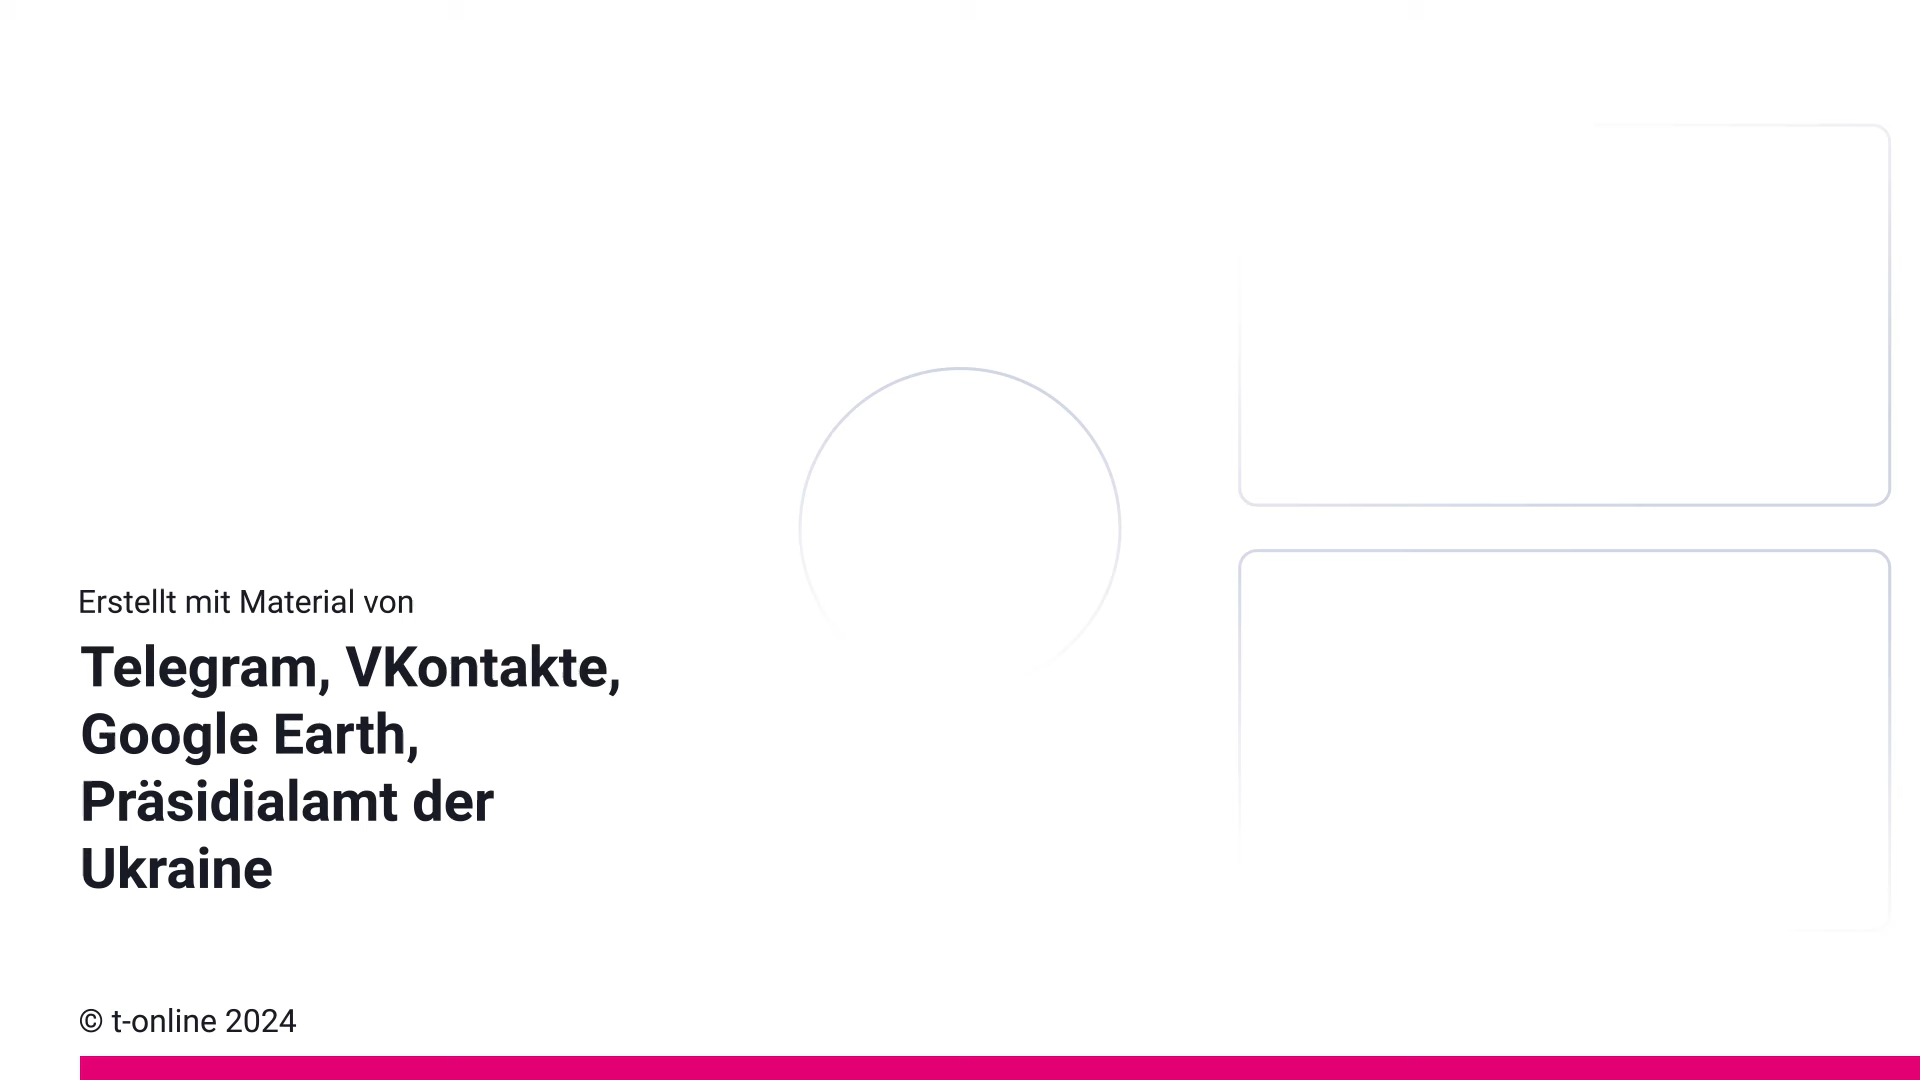 Erstellt mit Material von
Telegram, VKontakte,
Google Earth,
Präsidialamt der
Ukraine
© t-online 2024